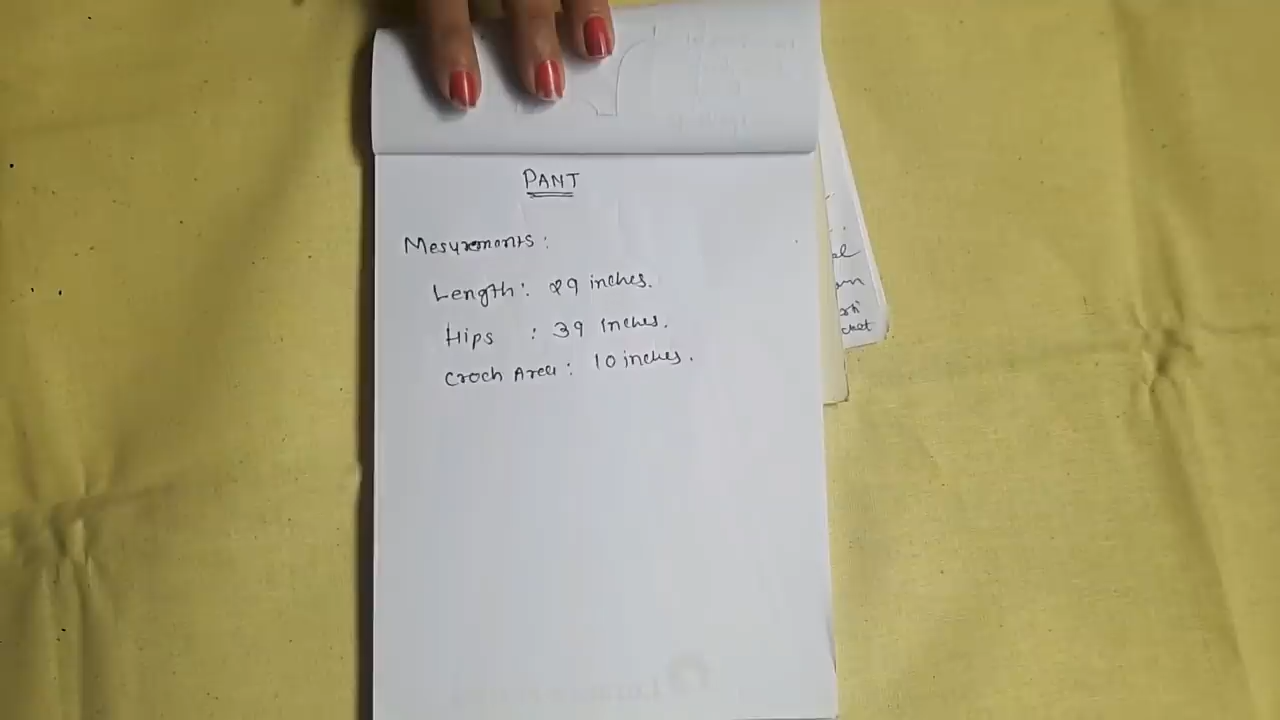 PANT
Mesurements:
Length: 29 inches.
Hips : 39 Inches.
Croch Area: 10 inches.